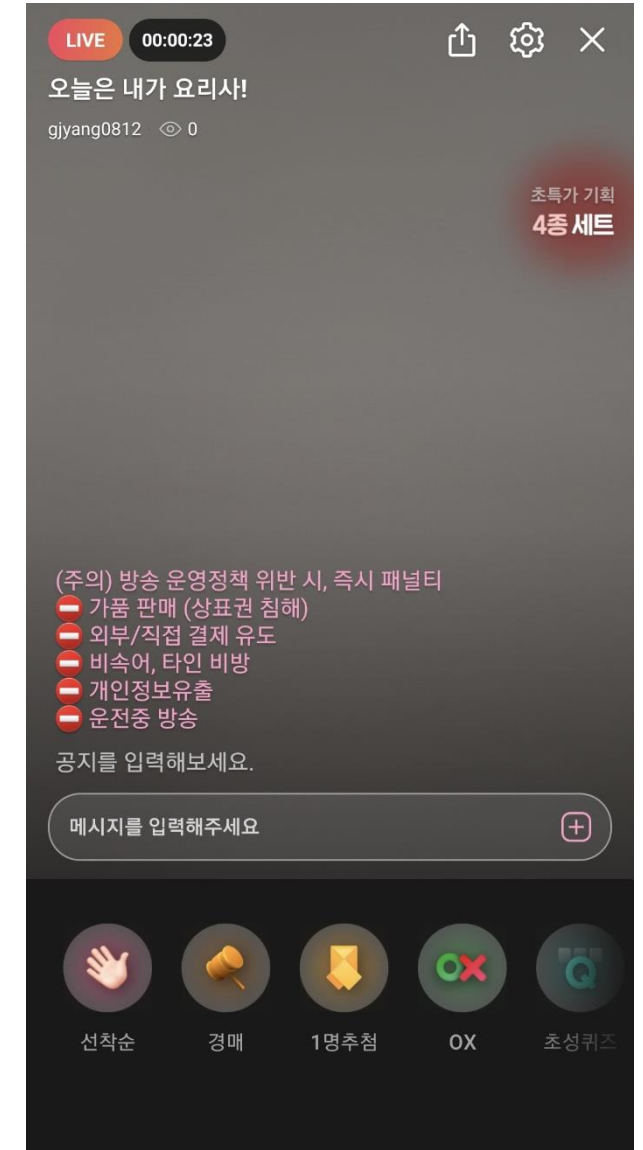 LIVE 00:00:23
오늘은 내가 요리사!
gjyang0812 0
초특가 기획
4종 세트
(주의) 방송 운영정책 위반 시, 즉시 패널티
가품 판매 (상표권 침해)
외부/직접 결제 유도
비속어, 타인 비방
개인정보유출
운전중 방송
공지를 입력해보세요.
메시지를 입력해주세요
OX Q
선착순 경매 1명추첨 OX 초성퀴즈